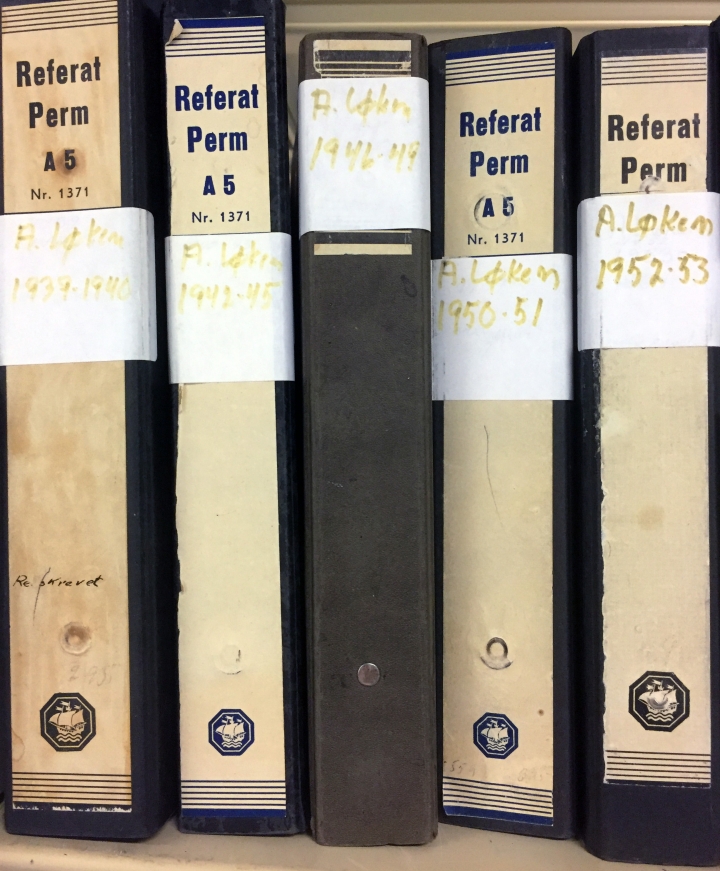 Referat
Perm
A 5
Nr. 1371
A. Løken
1939-1940
Referat
Perm
A 5
Nr. 1371
A. Løken
1942-45
A. Løken
1946-49
Referat
Perm
A 5
Nr. 1371
A. Løken
1950-51
Referat
Perm
A. Løken
1952-53